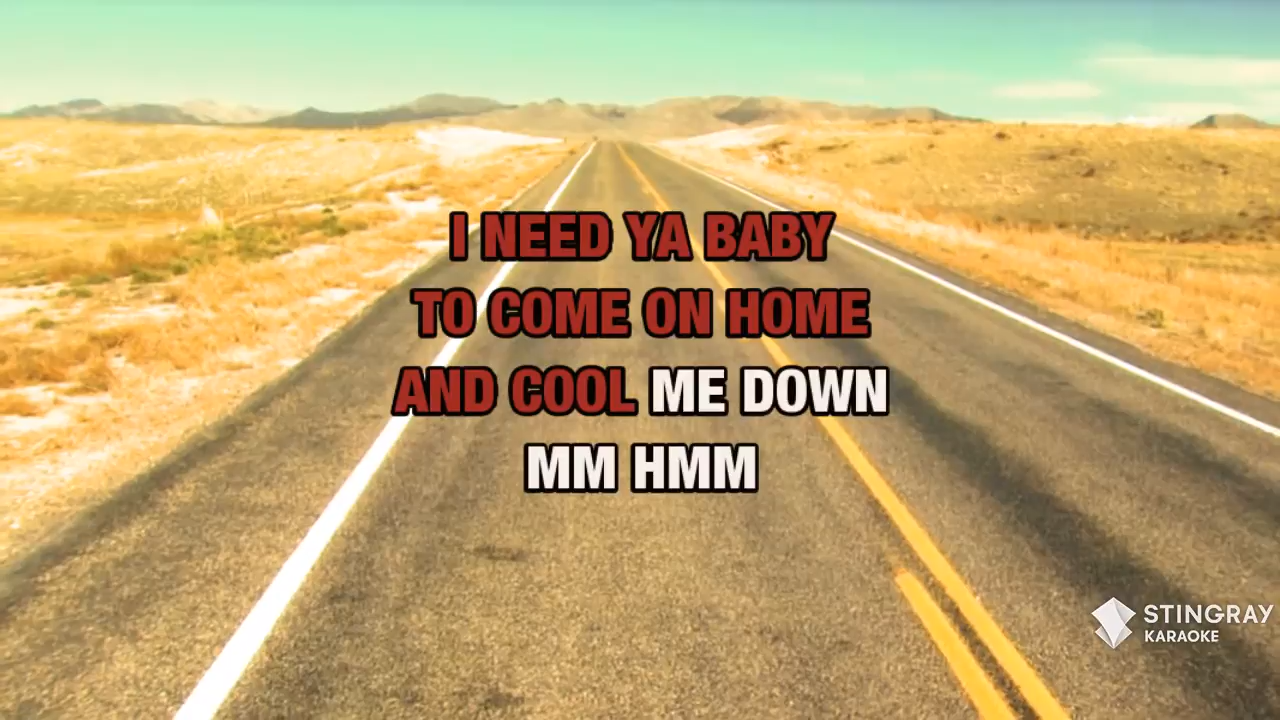 I NEED YA BABY
TO COME ON HOME
AND COOL ME DOWN
MM HMM
STINGRAY
KARAOKE